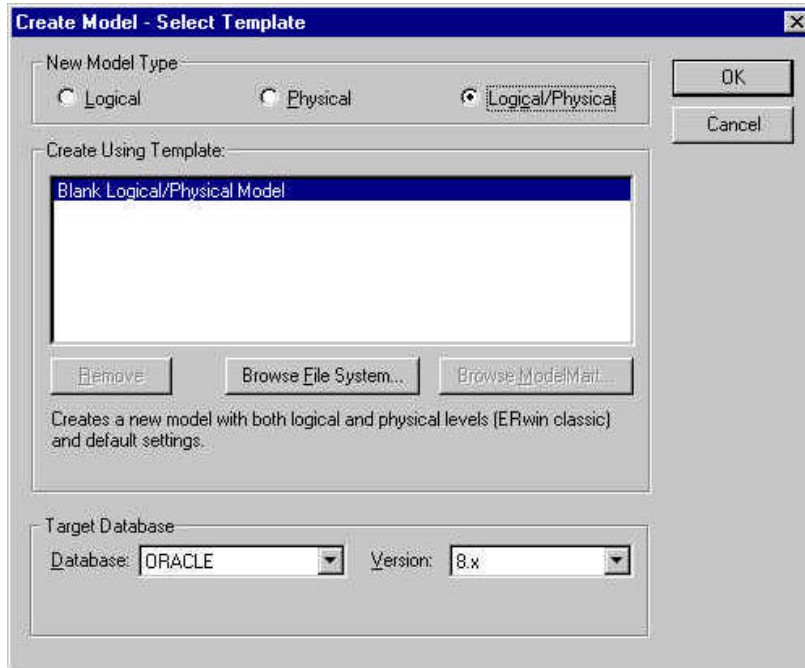 Create Model - Select Template
New Model Type
Logical Physical Logical/Physical
OK
Cancel
Create Using Template:
Blank Logical/Physical Model
Remove Browse File System... Browse ModelMart...
Creates a new model with both logical and physical levels (ERwin classic)
and default settings.
Target Database
Database: ORACLE Version: 8.x